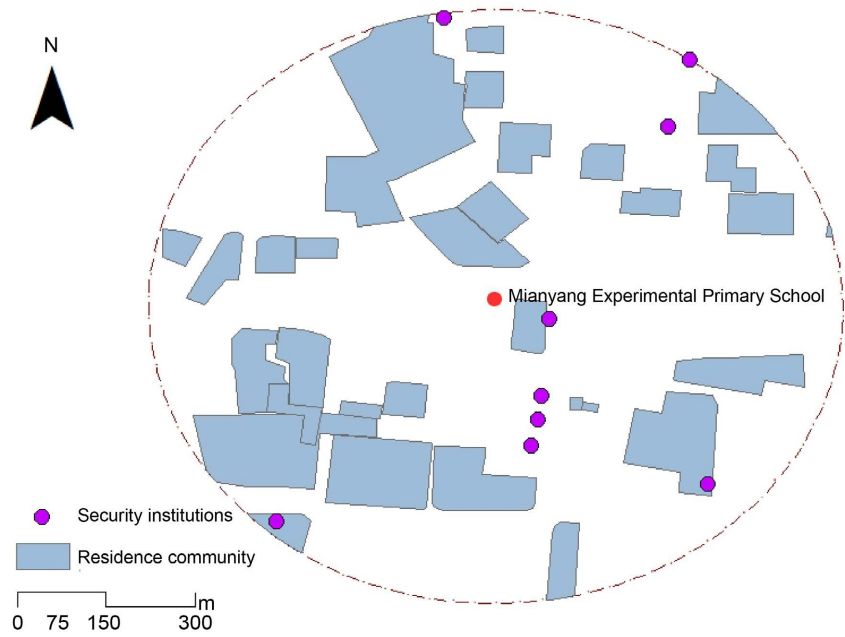 N
Mianyang Experimental Primary School
Security institutions
Residence community
m
0 75 150 300